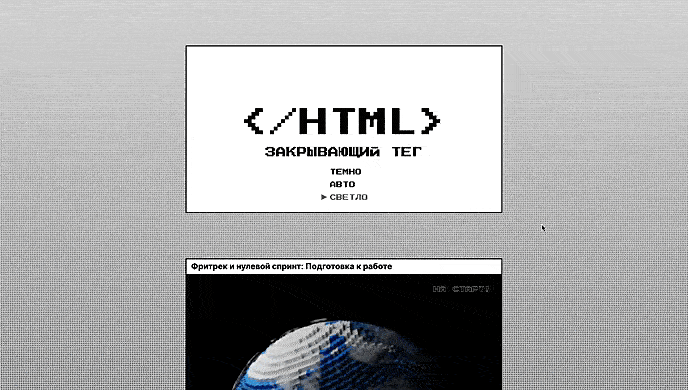 </HTML>
ЗАКРЫВАЮЩИЙ ТЕГ
ТЕМНО
АВТО
▶ СВЕТЛО
Фритрек и нулевой спринт: Подготовка к работе
НА СТАРТ!